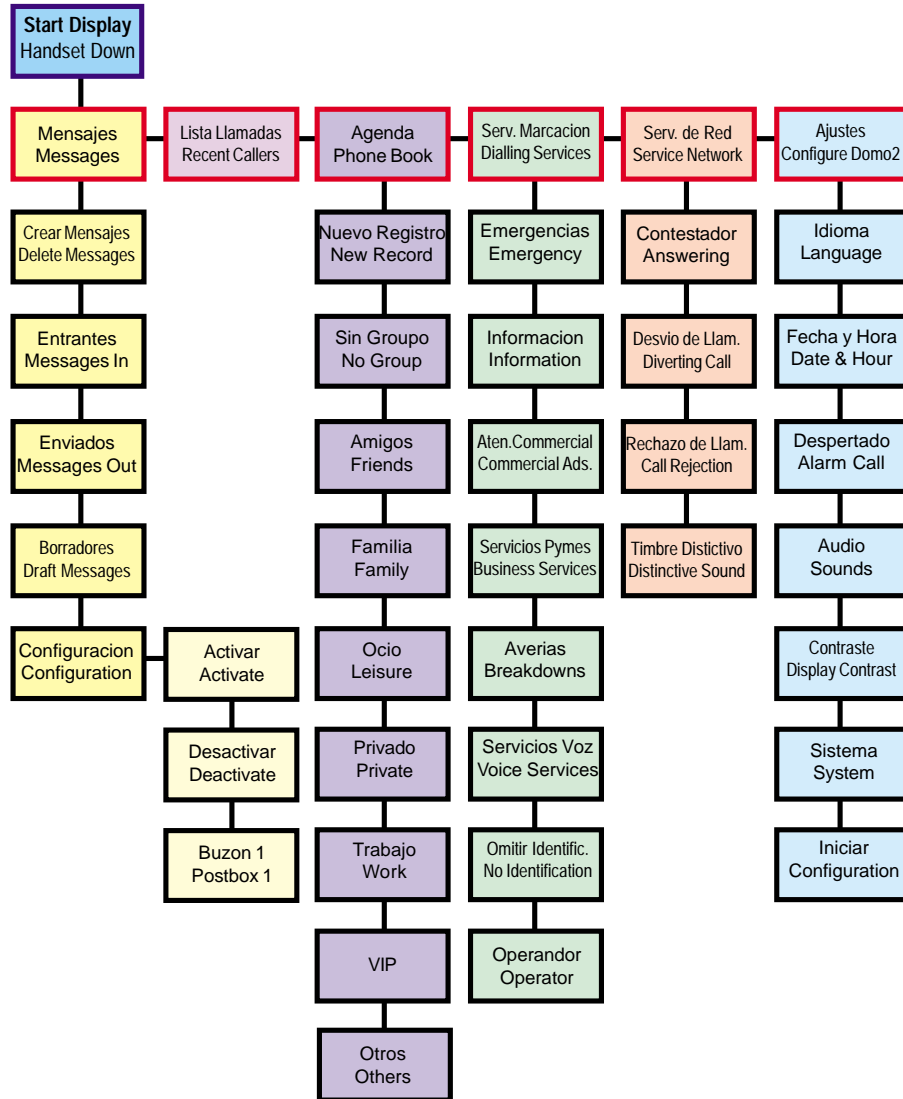 Start Display
Handset Down
Mensajes
Messages
Lista Llamadas
Recent Callers
Agenda
Phone Book
Serv. Marcacion
Dialling Services
Serv. de Red
Service Network
Ajustes
Configure Domo2
Crear Mensajes
Delete Messages
Entrantes
Messages In
Enviados
Messages Out
Borradores
Draft Messages
Configuracion
Configuration
Activar
Activate
Desactivar
Deactivate
Buzon 1
Postbox 1
Nuevo Registro
New Record
Sin Groupo
No Group
Amigos
Friends
Familia
Family
Ocio
Leisure
Privado
Private
Trabajo
Work
VIP
Otros
Others
Emergencias
Emergency
Informacion
Information
Aten.Commercial
Commercial Ads.
Servicios Pymes
Business Services
Averias
Breakdowns
Servicios Voz
Voice Services
Omitir Identific.
No Identification
Operandor
Operator
Contestador
Answering
Desvio de Llam.
Diverting Call
Rechazo de Llam.
Call Rejection
Timbre Distictivo
Distinctive Sound
Idioma
Language
Fecha y Hora
Date & Hour
Despertado
Alarm Call
Audio
Sounds
Contraste
Display Contrast
Sistema
System
Iniciar
Configuration